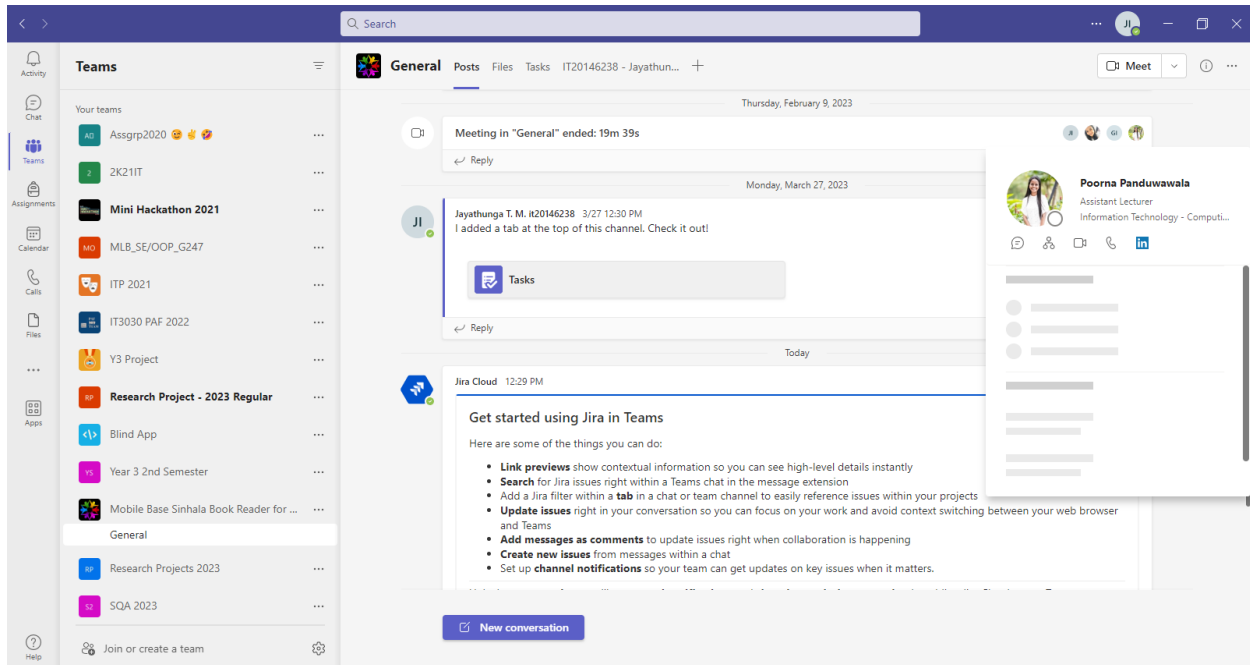 Search
JI
Activity
Chat
Teams
Assignments
Calendar
Calls
Files
Apps
Help
Teams
Your teams
AO Assgrp2020 😊 ✌ 🤣
2 2K21IT
Mini Hackathon 2021
MO MLB_SE/OOP_G247
ITP 2021
IT3030 PAF 2022
Y3 Project
RP Research Project - 2023 Regular
Blind App
YS Year 3 2nd Semester
Mobile Base Sinhala Book Reader for ...
General
RP Research Projects 2023
S2 SQA 2023
Join or create a team
General Posts Files Tasks IT20146238 - Jayathun...
Meet
Thursday, February 9, 2023
Meeting in "General" ended: 19m 39s
JI GI
Reply
Monday, March 27, 2023
JI
Jayathunga T. M. it20146238 3/27 12:30 PM
I added a tab at the top of this channel. Check it out!
Tasks
Reply
Today
Jira Cloud 12:29 PM
Get started using Jira in Teams
Here are some of the things you can do:
• Link previews show contextual information so you can see high-level details instantly
• Search for Jira issues right within a Teams chat in the message extension
• Add a Jira filter within a tab in a chat or team channel to easily reference issues within your projects
• Update issues right in your conversation so you can focus on your work and avoid context switching between your web browser
and Teams
• Add messages as comments to update issues right when collaboration is happening
• Create new issues from messages within a chat
• Set up channel notifications so your team can get updates on key issues when it matters.
New conversation
Poorna Panduwawala
Assistant Lecturer
Information Technology - Computi...
in